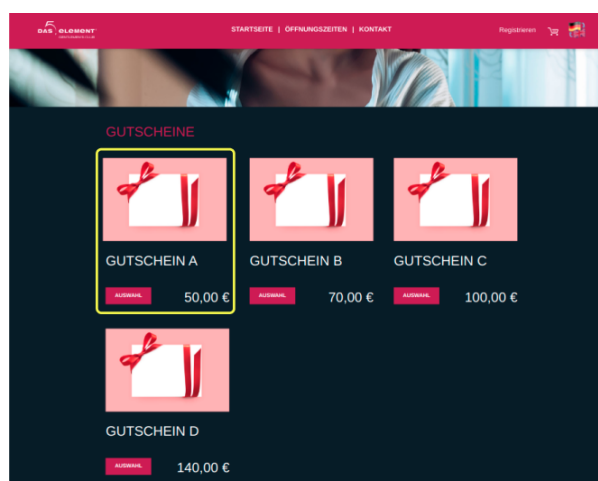 DAS 5 ELEMENT
STARTSEITE | ÖFFNUNGSZEITEN | KONTAKT
Registrieren
GUTSCHEINE
GUTSCHEIN A
AUSWAHL 50,00 €
GUTSCHEIN B
AUSWAHL 70,00 €
GUTSCHEIN C
AUSWAHL 100,00 €
GUTSCHEIN D
AUSWAHL 140,00 €